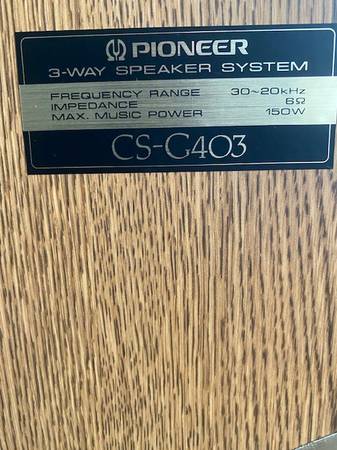 PIONEER
3-WAY SPEAKER SYSTEM
FREQUENCY RANGE 30~20kHz
IMPEDANCE 6Ω
MAX. MUSIC POWER 150W
CS-G403